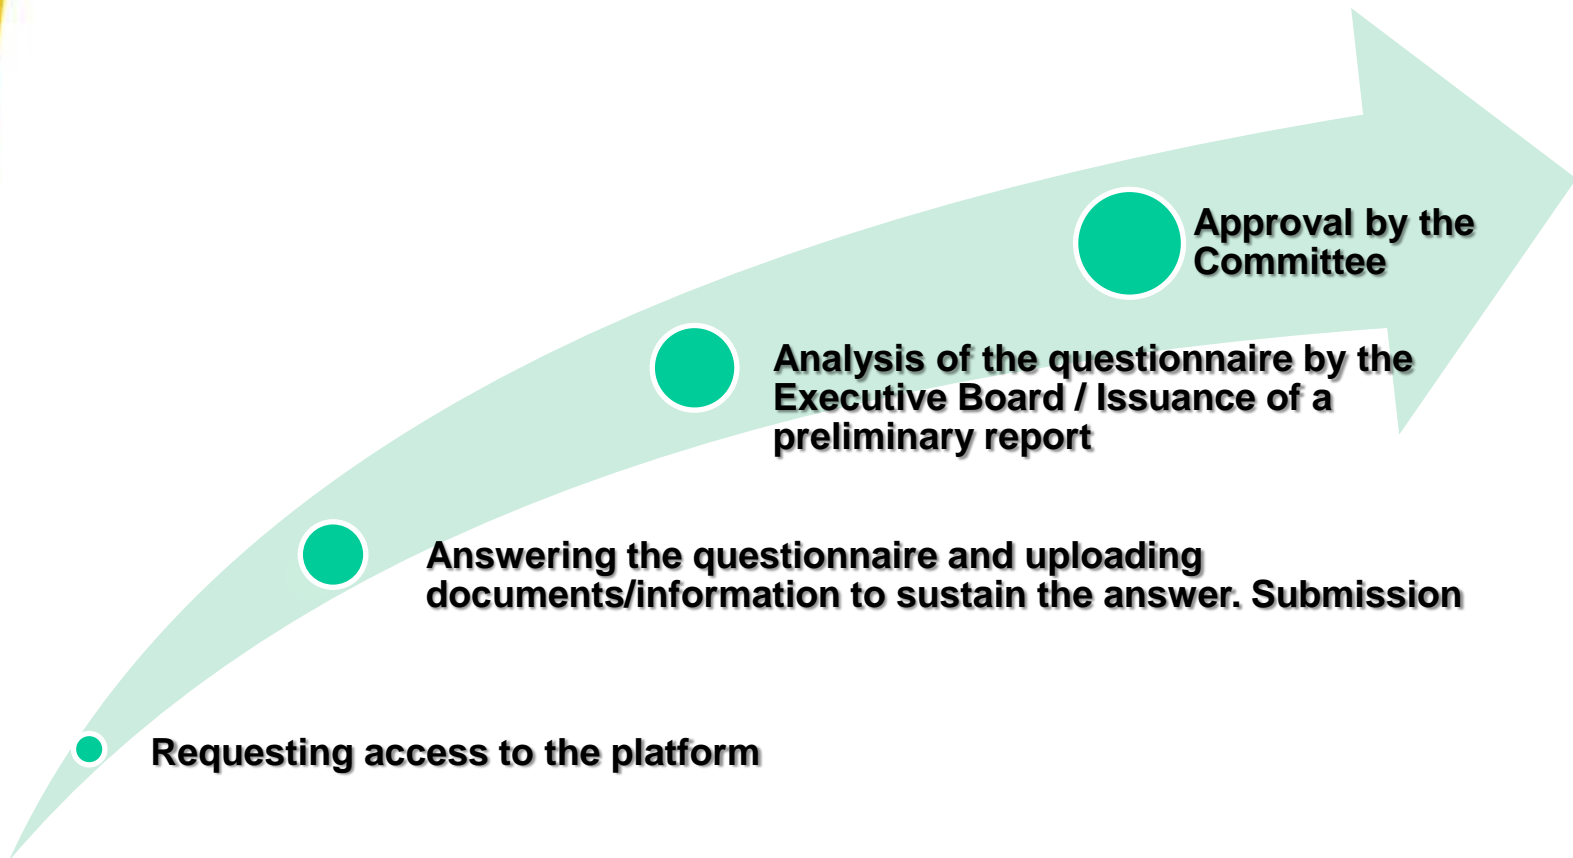 Approval by the
Committee
Analysis of the questionnaire by the
Executive Board / Issuance of a
preliminary report
Answering the questionnaire and uploading
documents/information to sustain the answer. Submission
Requesting access to the platform